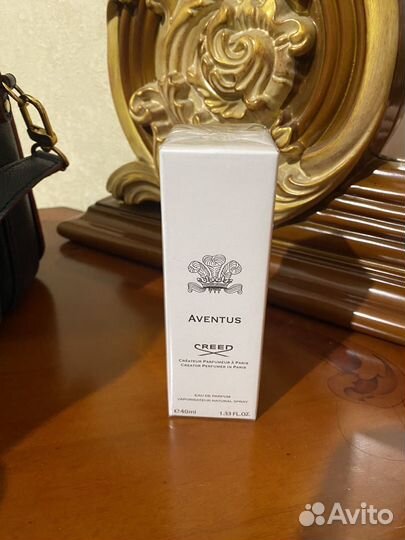 AVENTUS
CREED
CRÉATEUR PARFUMEUR À PARIS
CREATOR PERFUMER IN PARIS
EAU DE PARFUM
VAPORISATEUR NATURAL SPRAY
℮40ml 1.33 FL.OZ.
Avito